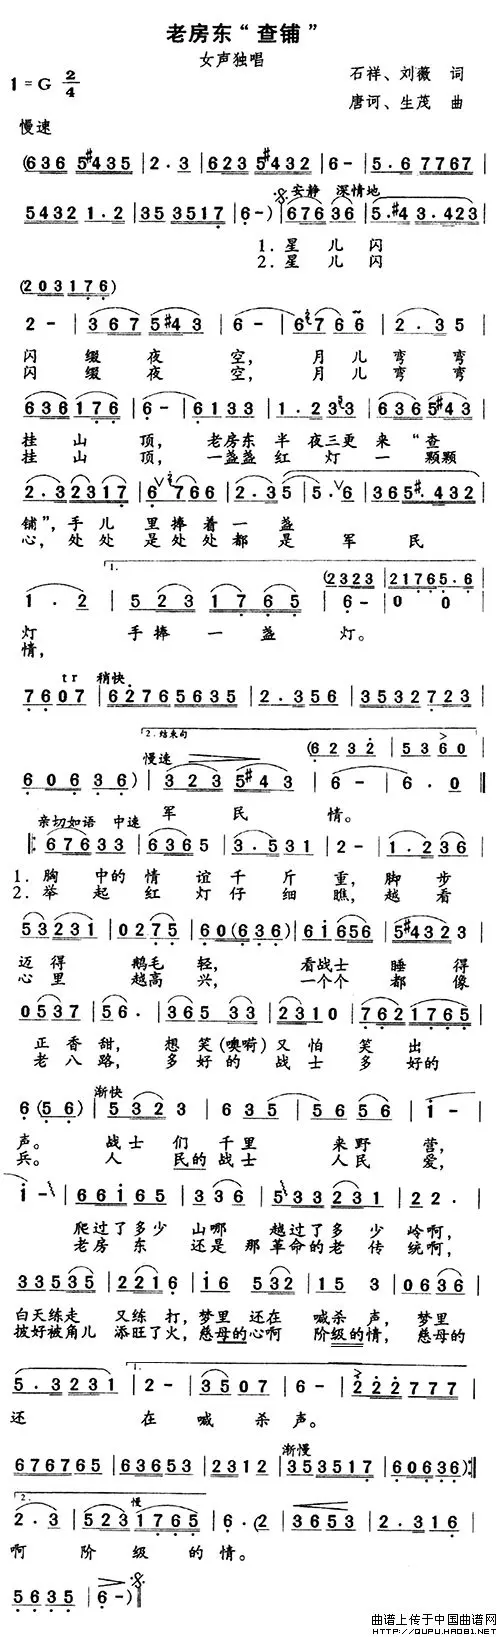 老房东“查铺”
女声独唱
1=G 2/4
石祥、刘薇 词
唐诃、生茂 曲
慢速
(636 5#435 | 2.3 | 623 5#432 | 6- | 5.6 7767 |
安静 深情地
5432 1.2 | 35 3517 | 6-) | 676 36 | 5.#4 3.423 |
1.星儿闪
2.星儿闪
(203176)
2- | 367 5#43 | 6- | 6766 | 2.35 |
闪 缀 夜 空， 月 儿 弯 弯
闪 缀 夜 空， 月 儿 弯 弯
636 176 | 6- | 6133 | 1.233 | 6365#43 |
挂 山 顶， 老房东 半 夜三更 来 “查
挂 山 顶， 一盏盏 红 灯 一 颗颗
2.32317 | 6 766 | 2.35 | 5.6 | 365.#432 |
铺”，手 儿 里 捧 着 一 盏
心，处处 是 处处 都 是 军 民
1.
(2323 | 21765.6
1.2 | 523 1765 | 6- | 0 0 |
灯 手捧 一 盏 灯。
情，
tr 稍快
7607 | 62765635 | 2.356 | 3532723 |
2.结束句
慢速
(6232 | 5360
60636) | 323 5#43 | 6- | 6.0 ‖
军 民 情。
亲切如语 中速
67633 | 6365 | 3.531 | 2- | 1.236 |
1.胸 中的 情 谊 千 斤 重，脚 步
2.举 起 红 灯 仔 细 瞧，越 看
53231 | 0275 | 60(636) | 61656 | 5#4323 |
迈 得 鹅毛 轻， 看战士 睡 得
心 里 越高 兴， 一个个 都 像
0537 | 56. | 365 33 | 2310 | 7621765 |
正香甜， 想 笑(噢嗬)又 怕 笑 出
老八路， 多 好 的 战 士 多 好的
渐快
6(56) | 5323 | 635 | 5656 | i- |
声。 战士 们 千里 来 野 营，
兵。 人 民的 战士 人民 爱，
i- | 66i65 | 336 | 533231 | 22. |
爬过了多少 山哪 越过了多 少 岭啊，
老房 东 还是 那革命的老 传 统啊，
33535 | 2216 | i6 532 | 15 3 | 0636 |
白天练走 又练 打，梦里 还在 喊杀 声， 梦里
披好被角儿 添旺了火，慈母的心啊 阶级的情，慈母的
1.
5.3231 | 2- | 3507 | 6- | 2222777 |
还 在 喊 杀 声。
渐慢
676765 | 63653 | 2312 | 353517 | 60636) :‖
2.
慢
2.3 | 523 1765 | 6.(2 | 3653 | 2.3 |
啊 阶 级 的 情。
5635 | 6-) ‖
曲谱上传于中国曲谱网
HTTP://QUPU.HAO81.NET